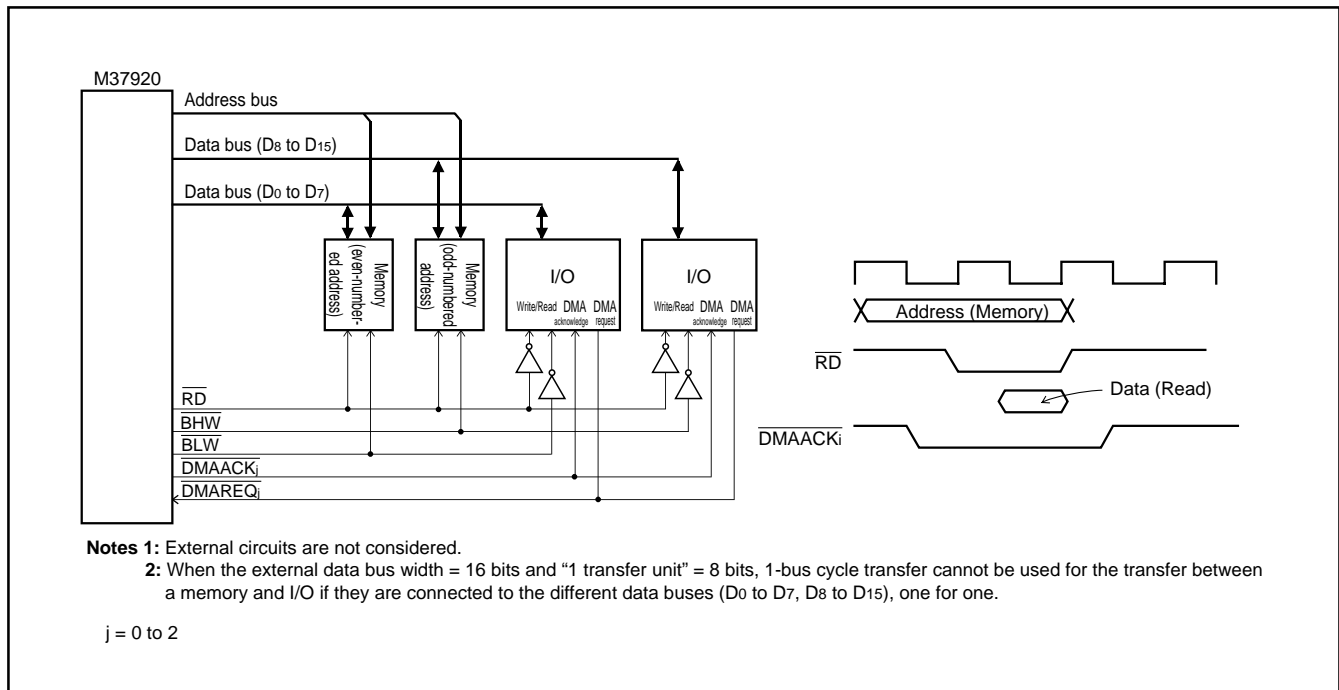 M37920
Address bus
Data bus (D8 to D15)
Data bus (D0 to D7)
Memory
(even-number-
ed address)
Memory
(odd-numbered
address)
I/O
Write/Read DMA DMA
acknowledge request
I/O
Write/Read DMA DMA
acknowledge request
RD
BHW
BLW
DMAACKj
DMAREQj
Address (Memory)
RD
Data (Read)
DMAACKi
Notes 1: External circuits are not considered.
2: When the external data bus width = 16 bits and “1 transfer unit” = 8 bits, 1-bus cycle transfer cannot be used for the transfer between
a memory and I/O if they are connected to the different data buses (D0 to D7, D8 to D15), one for one.
j = 0 to 2